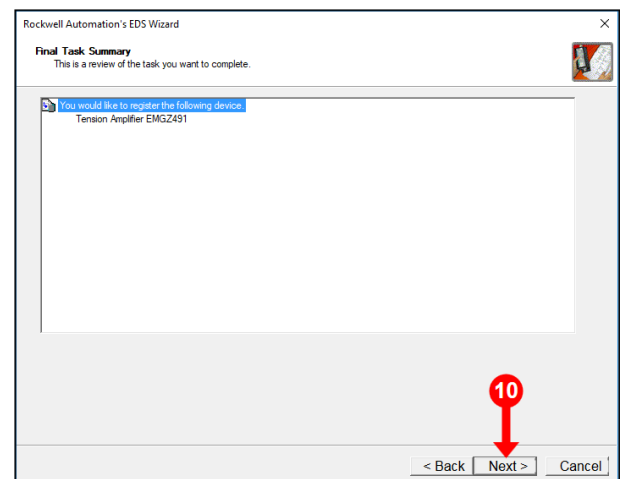 Rockwell Automation's EDS Wizard
Final Task Summary
This is a review of the task you want to complete.
You would like to register the following device.
Tension Amplifier EMGZ491
10
< Back Next > Cancel